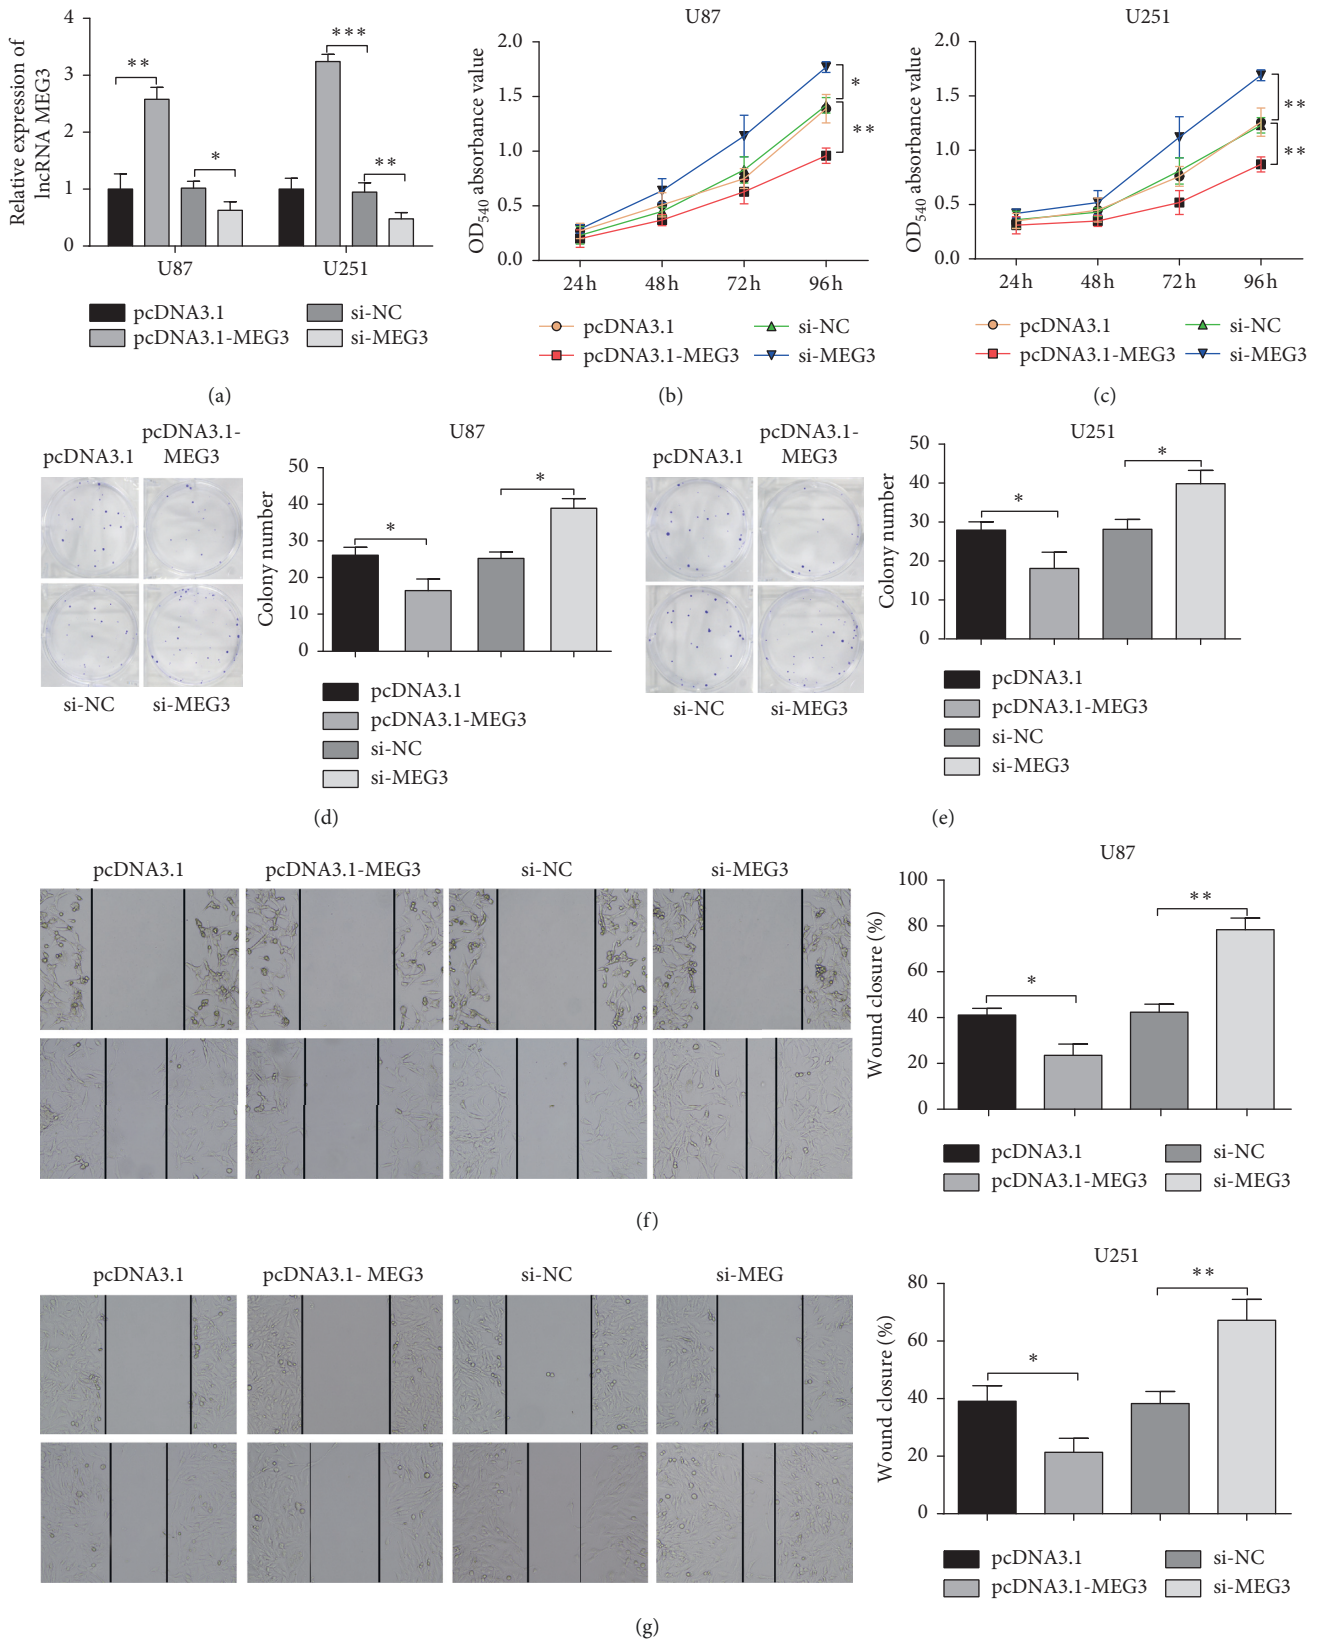 4
3
2
1
0
Relative expression of
lncRNA MEG3
**
*
***
**
U87
U251
pcDNA3.1
si-NC
pcDNA3.1-MEG3
si-MEG3
(a)
U87
2.0
1.5
1.0
0.5
0.0
OD540 absorbance value
*
**
24 h
48 h
72 h
96 h
pcDNA3.1
si-NC
pcDNA3.1-MEG3
si-MEG3
(b)
U251
2.0
1.5
1.0
0.5
0.0
OD540 absorbance value
**
**
24 h
48 h
72 h
96 h
pcDNA3.1
si-NC
pcDNA3.1-MEG3
si-MEG3
(c)
pcDNA3.1
pcDNA3.1-
MEG3
si-NC
si-MEG3
U87
50
40
30
20
10
0
Colony number
*
*
pcDNA3.1
pcDNA3.1-MEG3
si-NC
si-MEG3
(d)
pcDNA3.1
pcDNA3.1-
MEG3
si-NC
si-MEG3
U251
50
40
30
20
10
0
Colony number
*
*
pcDNA3.1
pcDNA3.1-MEG3
si-NC
si-MEG3
(e)
pcDNA3.1
pcDNA3.1-MEG3
si-NC
si-MEG3
U87
100
80
60
40
20
0
Wound closure (%)
*
**
pcDNA3.1
si-NC
pcDNA3.1-MEG3
si-MEG3
(f)
pcDNA3.1
pcDNA3.1- MEG3
si-NC
si-MEG
U251
80
60
40
20
0
Wound closure (%)
*
**
pcDNA3.1
si-NC
pcDNA3.1-MEG3
si-MEG3
(g)